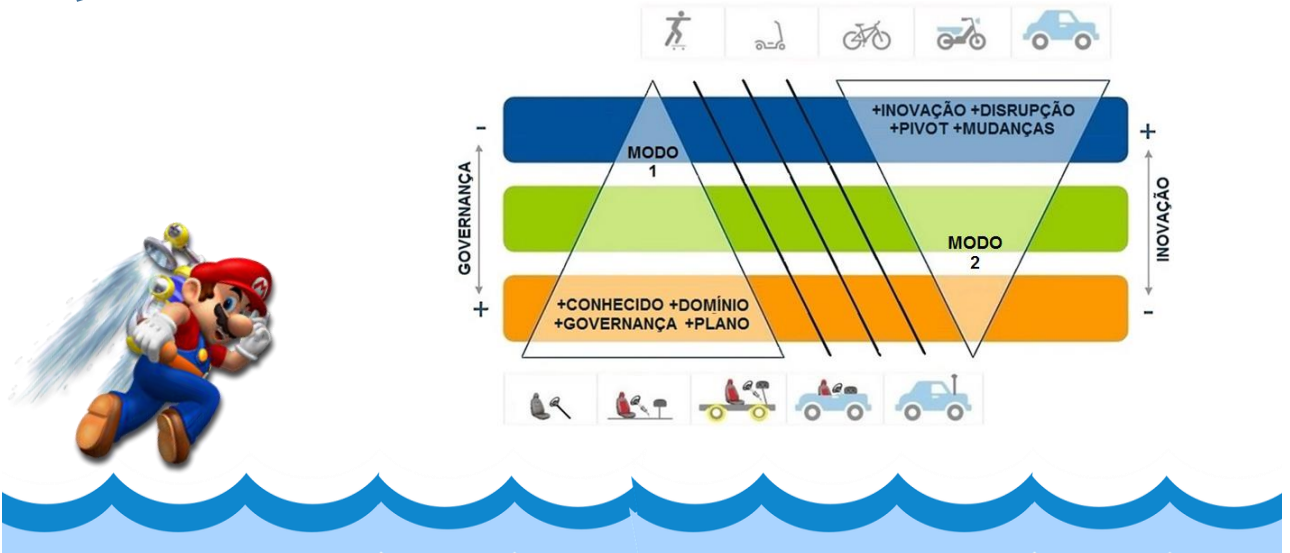 +INOVAÇÃO +DISRUPÇÃO
+PIVOT +MUDANÇAS
-
+
MODO
1
GOVERNANÇA
INOVAÇÃO
MODO
2
+CONHECIDO +DOMÍNIO
+GOVERNANÇA +PLANO
+
-